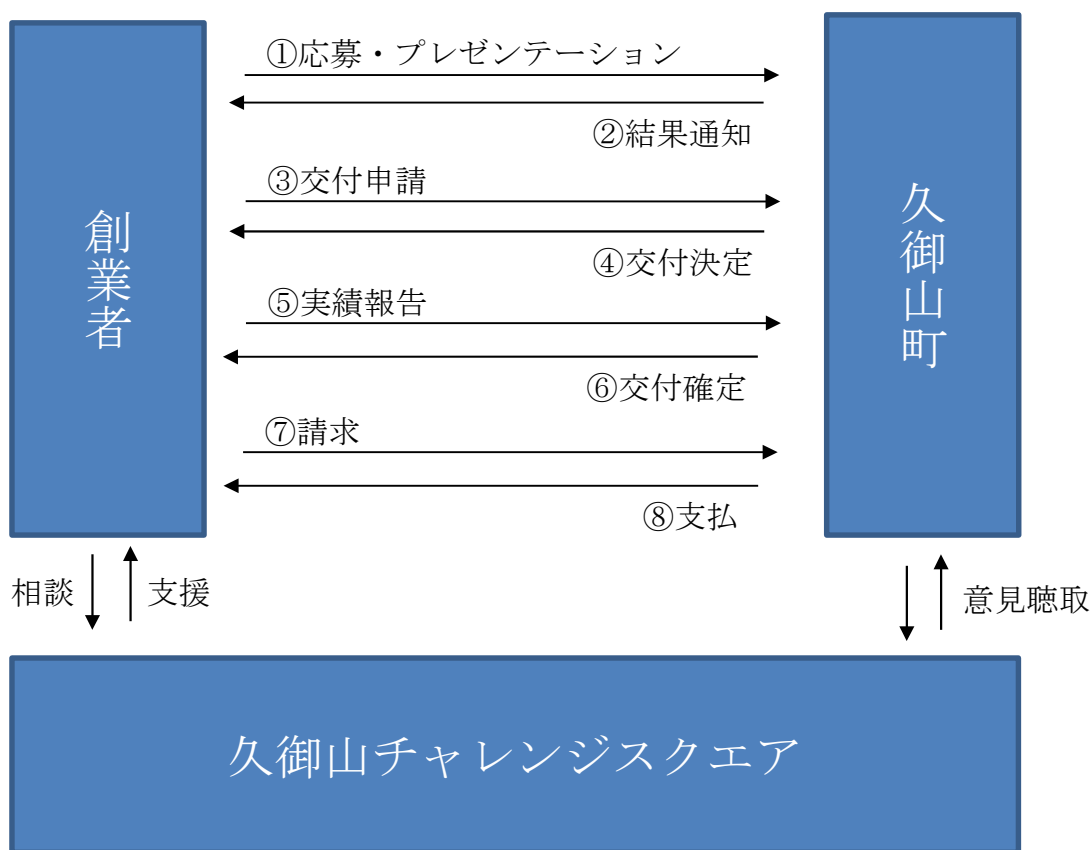 ①応募・プレゼンテーション
②結果通知
③交付申請
④交付決定
⑤実績報告
⑥交付確定
⑦請求
⑧支払
創業者
久御山町
相談
支援
意見聴取
久御山チャレンジスクエア